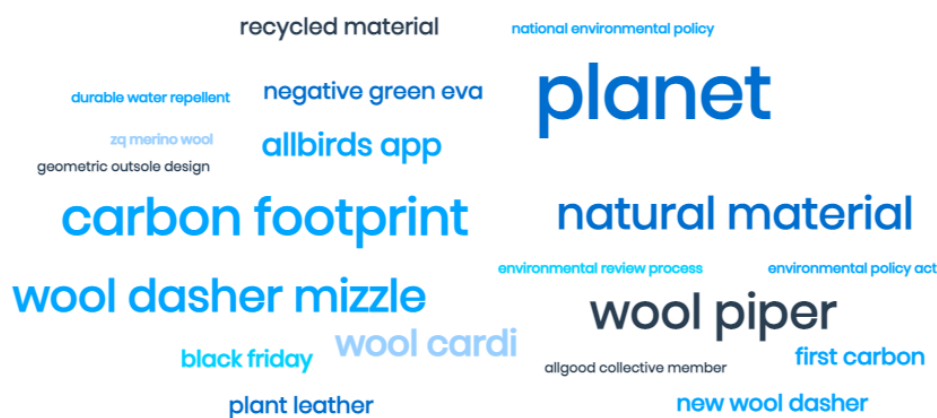 recycled material
national environmental policy
planet
negative green eva
durable water repellent
zq merino wool
allbirds app
geometric outsole design
carbon footprint
natural material
environmental review process
environmental policy act
wool dasher mizzle
wool piper
wool cardi
black friday
first carbon
allgood collective member
plant leather
new wool dasher